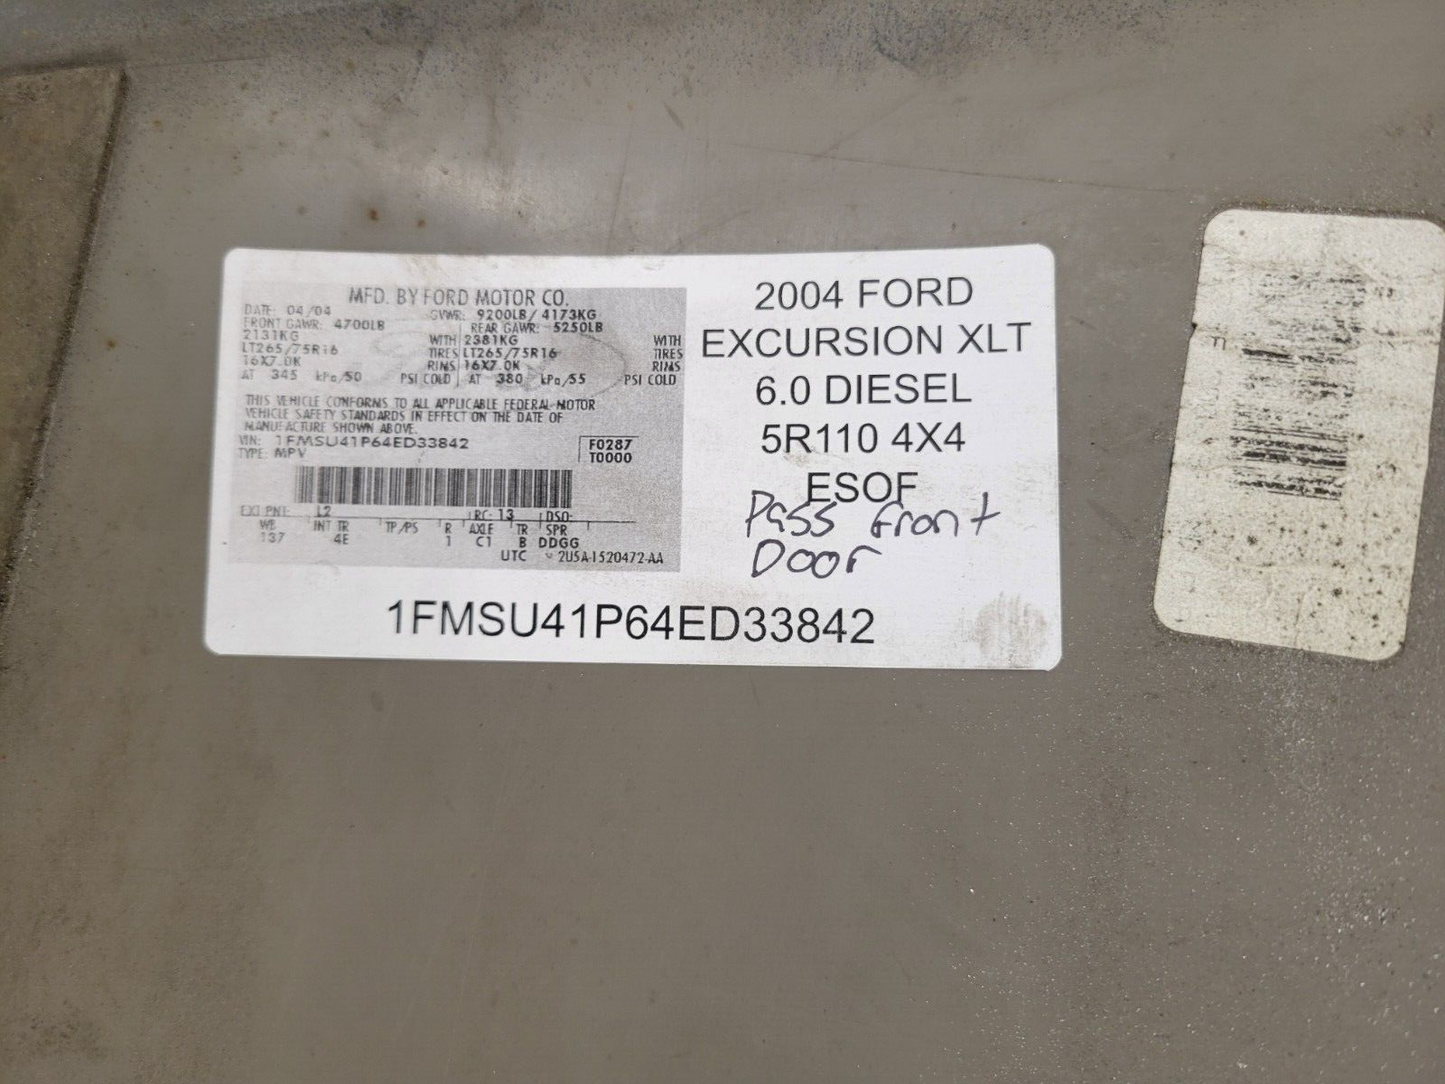 MFD. BY FORD MOTOR CO.
DATE: 04/04 GVWR: 9200LB/ 4173KG
FRONT GAWR: 4700LB REAR GAWR: 5250LB
2131KG WITH 2381KG WITH
LT265/75R16 TIRES LT265/75R16 TIRES
16X7.0K RIMS 16X7.0K RIMS
AT 345 kPa/50 PSI COLD AT 380 kPa/55 PSI COLD
THIS VEHICLE CONFORMS TO ALL APPLICABLE FEDERAL MOTOR
VEHICLE SAFETY STANDARDS IN EFFECT ON THE DATE OF
MANUFACTURE SHOWN ABOVE.
VIN: 1FMSU41P64ED33842 F0287
TYPE: MPV T0000
EXT PNT: L2 RC: 13 DSO:
WB INT TR TP/PS R AXLE TR SPR
137 4E 1 C1 B DDGG
UTC 2U5A-1520472-AA
2004 FORD
EXCURSION XLT
6.0 DIESEL
5R110 4X4
ESOF
Pass front
Door
1FMSU41P64ED33842